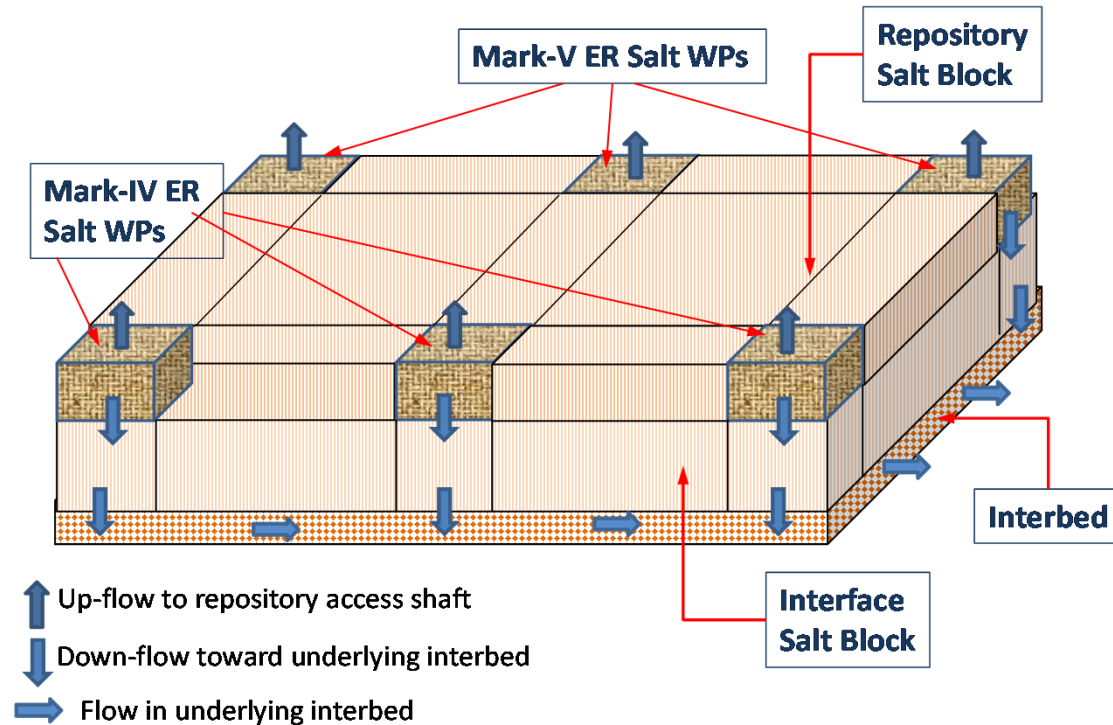 Mark-V ER Salt WPs
Repository
Salt Block
Mark-IV ER
Salt WPs
Interbed
Interface
Salt Block
Up-flow to repository access shaft
Down-flow toward underlying interbed
Flow in underlying interbed